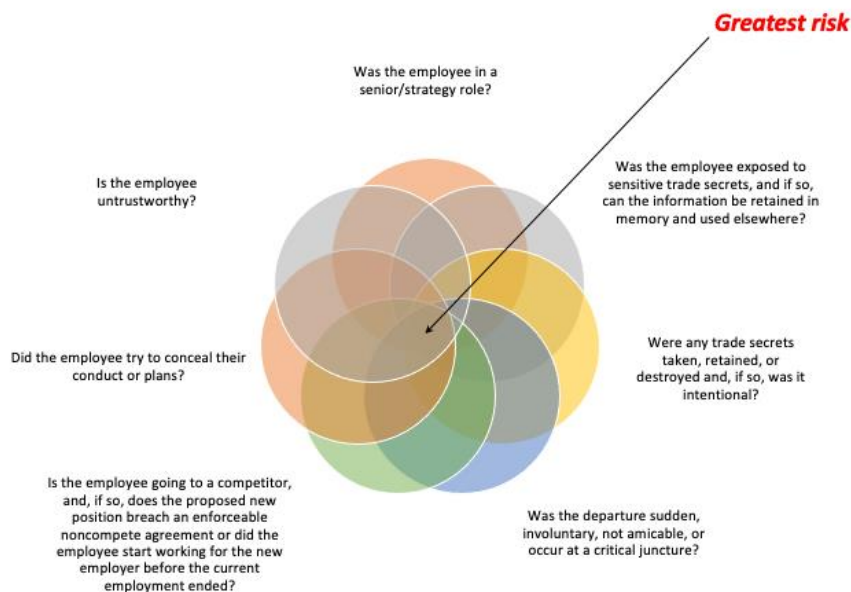 Greatest risk
Was the employee in a
senior/strategy role?
Is the employee
untrustworthy?
Was the employee exposed to
sensitive trade secrets, and if so,
can the information be retained in
memory and used elsewhere?
Did the employee try to conceal their
conduct or plans?
Were any trade secrets
taken, retained, or
destroyed and, if so, was it
intentional?
Is the employee going to a competitor,
and, if so, does the proposed new
position breach an enforceable
noncompete agreement or did the
employee start working for the new
employer before the current
employment ended?
Was the departure sudden,
involuntary, not amicable, or
occur at a critical juncture?